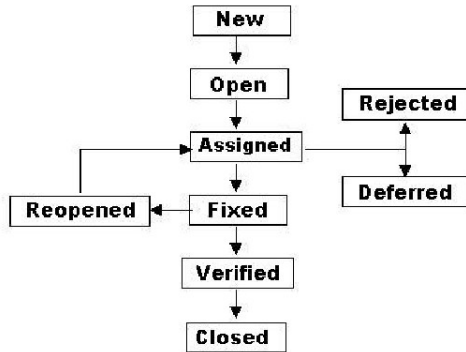 New
Open
Rejected
Assigned
Deferred
Reopened
Fixed
Verified
Closed